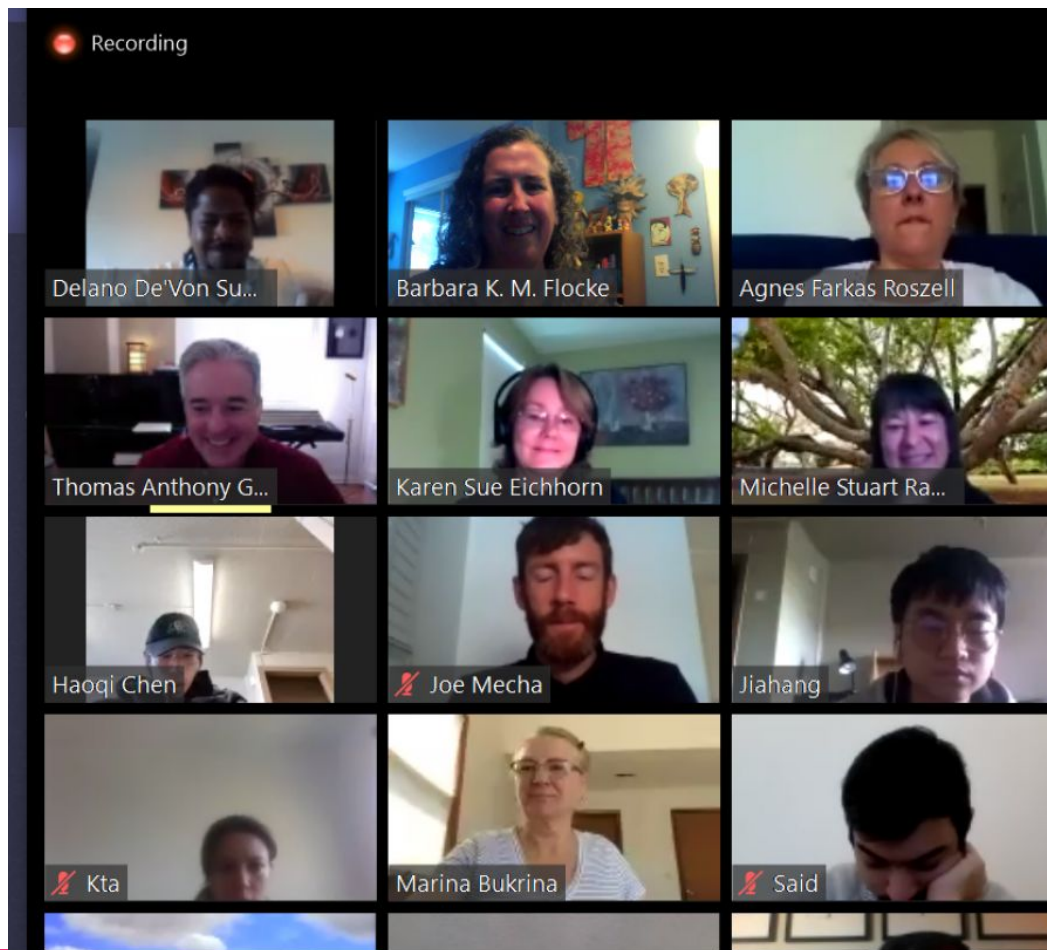 Recording
Delano De'Von Su...
Barbara K. M. Flocke
Agnes Farkas Roszell
Thomas Anthony G...
Karen Sue Eichhorn
Michelle Stuart Ra...
Haoqi Chen
Joe Mecha
Jiahang
Kta
Marina Bukrina
Said